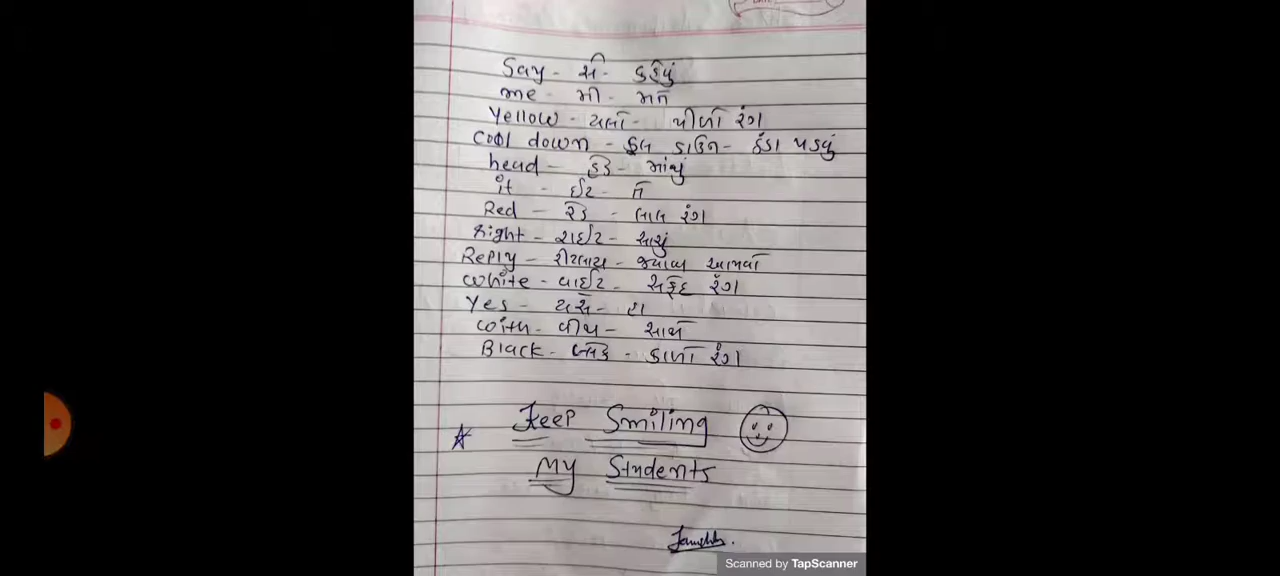 Say - સે - કહેવું
me - મી - મને
Yellow - યલો - પીળો રંગ
Cool down - કુલ ડાઉન - ઠંડા પડવું
head - હેડ - માથું
it - ઈટ - તે
Red - રેડ - લાલ રંગ
Right - રાઈટ - સાચું
Reply - રીપ્લાય - જવાબ આપવો
White - વાઈટ - સફેદ રંગ
Yes - યસ - હા
with - વીથ - સાથે
Black - બ્લેક - કાળો રંગ
Keep Smiling
My Students
Scanned by TapScanner